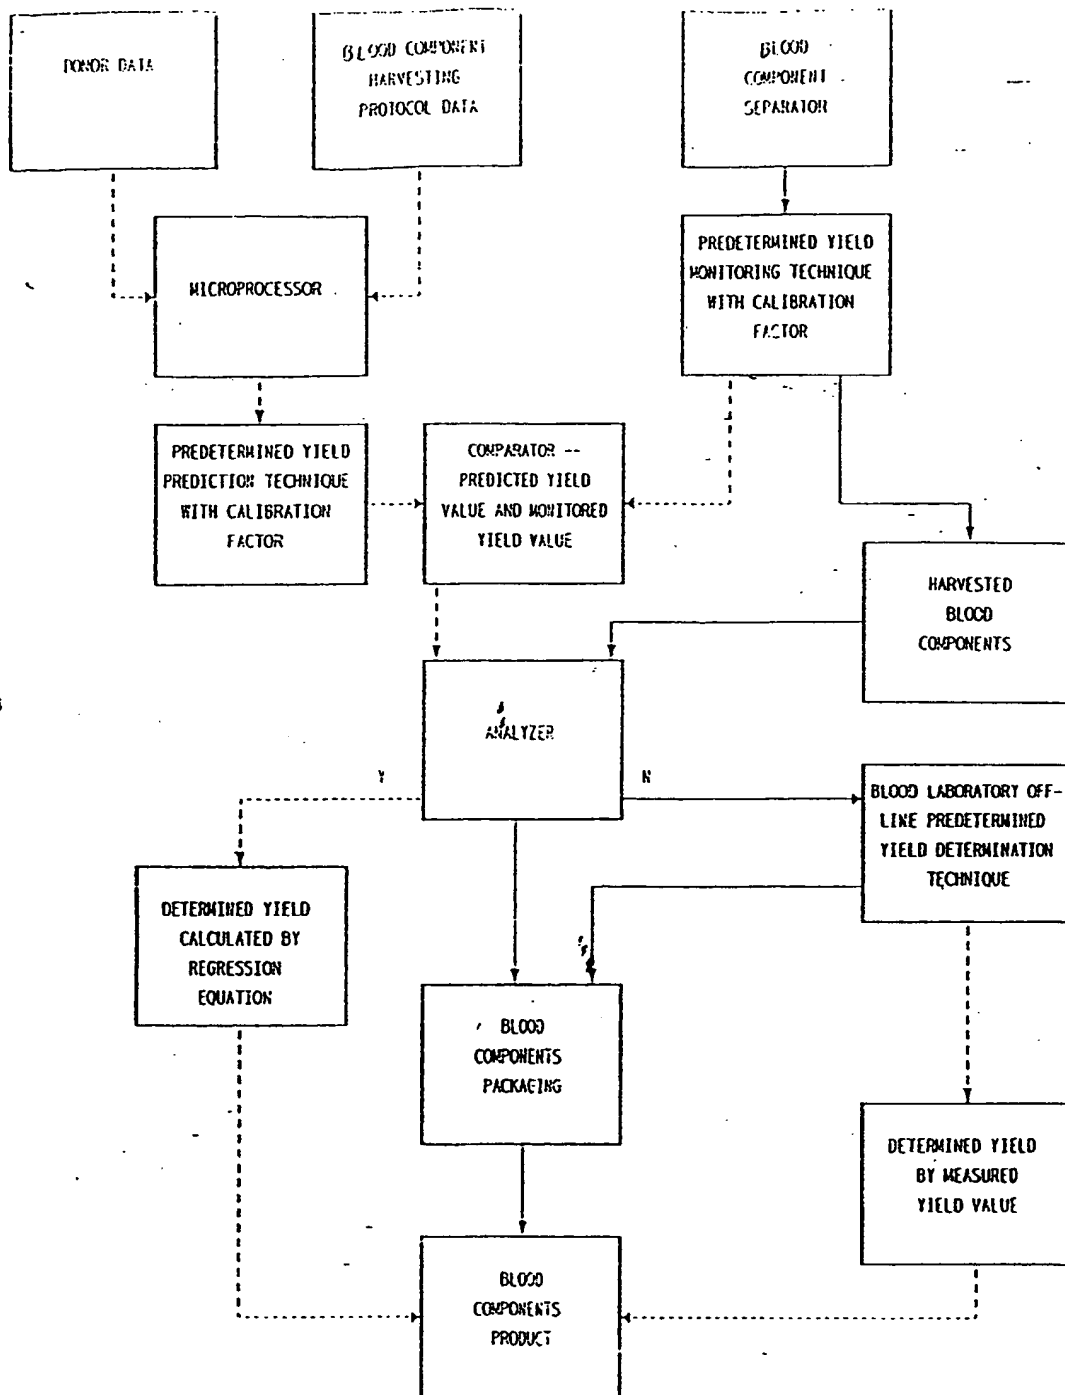 DONOR DATA
BLOOD COMPONENT
HARVESTING
PROTOCOL DATA
BLOOD
COMPONENT
SEPARATOR
MICROPROCESSOR
PREDETERMINED YIELD
MONITORING TECHNIQUE
WITH CALIBRATION
FACTOR
PREDETERMINED YIELD
PREDICTION TECHNIQUE
WITH CALIBRATION
FACTOR
COMPARATOR --
PREDICTED YIELD
VALUE AND MONITORED
YIELD VALUE
HARVESTED
BLOOD
COMPONENTS
ANALYZER
Y
N
BLOOD LABORATORY OFF-
LINE PREDETERMINED
YIELD DETERMINATION
TECHNIQUE
DETERMINED YIELD
CALCULATED BY
REGRESSION
EQUATION
BLOOD
COMPONENTS
PACKAGING
DETERMINED YIELD
BY MEASURED
YIELD VALUE
BLOOD
COMPONENTS
PRODUCT